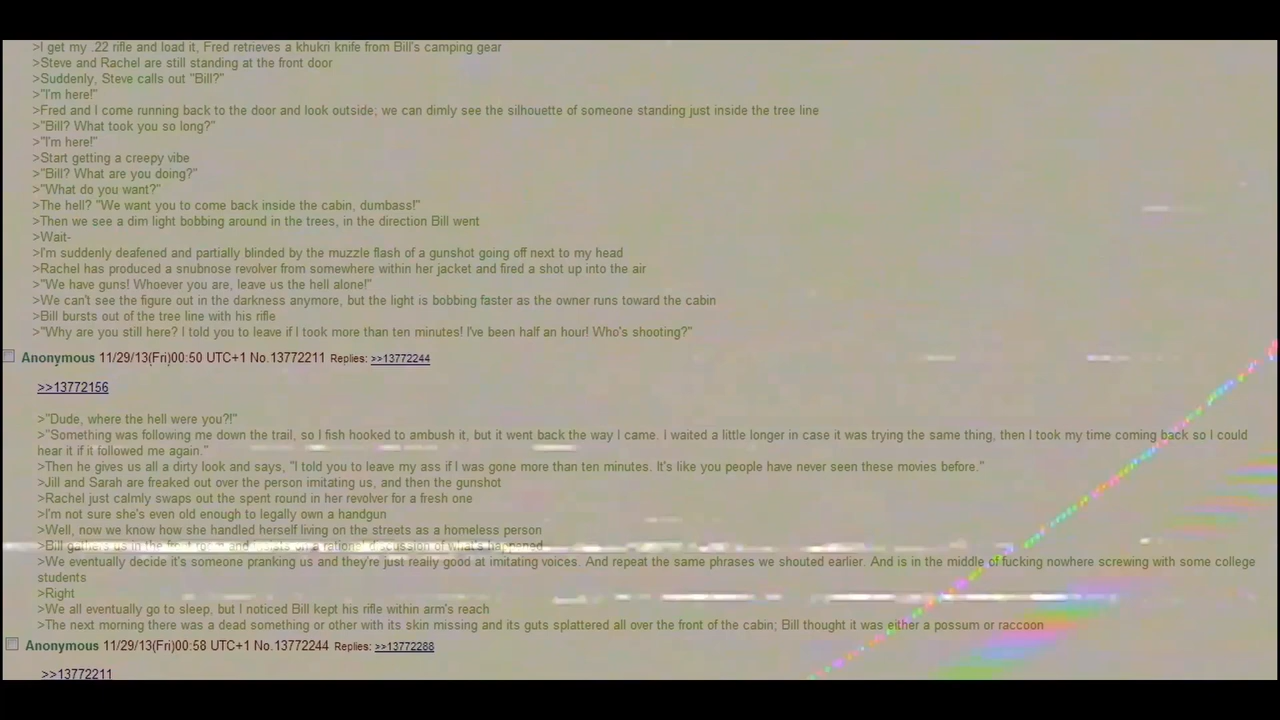 >I get my .22 rifle and load it, Fred retrieves a khukri knife from Bill's camping gear
>Steve and Rachel are still standing at the front door
>Suddenly, Steve calls out "Bill?"
>"I'm here!"
>Fred and I come running back to the door and look outside; we can dimly see the silhouette of someone standing just inside the tree line
>"Bill? What took you so long?"
>"I'm here!"
>Start getting a creepy vibe
>"Bill? What are you doing?"
>"What do you want?"
>The hell? "We want you to come back inside the cabin, dumbass!"
>Then we see a dim light bobbing around in the trees, in the direction Bill went
>Wait-
>I'm suddenly deafened and partially blinded by the muzzle flash of a gunshot going off next to my head
>Rachel has produced a snubnose revolver from somewhere within her jacket and fired a shot up into the air
>"We have guns! Whoever you are, leave us the hell alone!"
>We can't see the figure out in the darkness anymore, but the light is bobbing faster as the owner runs toward the cabin
>Bill bursts out of the tree line with his rifle
>"Why are you still here? I told you to leave if I took more than ten minutes! I've been half an hour! Who's shooting?"
Anonymous 11/29/13(Fri)00:50 UTC+1 No.13772211 Replies: >>13772244
>>13772156
>"Dude, where the hell were you?!"
>"Something was following me down the trail, so I fish hooked to ambush it, but it went back the way I came. I waited a little longer in case it was trying the same thing, then I took my time coming back so I could
hear it if it followed me again."
>Then he gives us all a dirty look and says, "I told you to leave my ass if I was gone more than ten minutes. It's like you people have never seen these movies before."
>Jill and Sarah are freaked out over the person imitating us, and then the gunshot
>Rachel just calmly swaps out the spent round in her revolver for a fresh one
>I'm not sure she's even old enough to legally own a handgun
>Well, now we know how she handled herself living on the streets as a homeless person
>Bill gathers us in the front room and insists on a rational discussion of what's happened
>We eventually decide it's someone pranking us and they're just really good at imitating voices. And repeat the same phrases we shouted earlier. And is in the middle of fucking nowhere screwing with some college
students
>Right
>We all eventually go to sleep, but I noticed Bill kept his rifle within arm's reach
>The next morning there was a dead something or other with its skin missing and its guts splattered all over the front of the cabin; Bill thought it was either a possum or raccoon
Anonymous 11/29/13(Fri)00:58 UTC+1 No.13772244 Replies: >>13772288
>>13772211